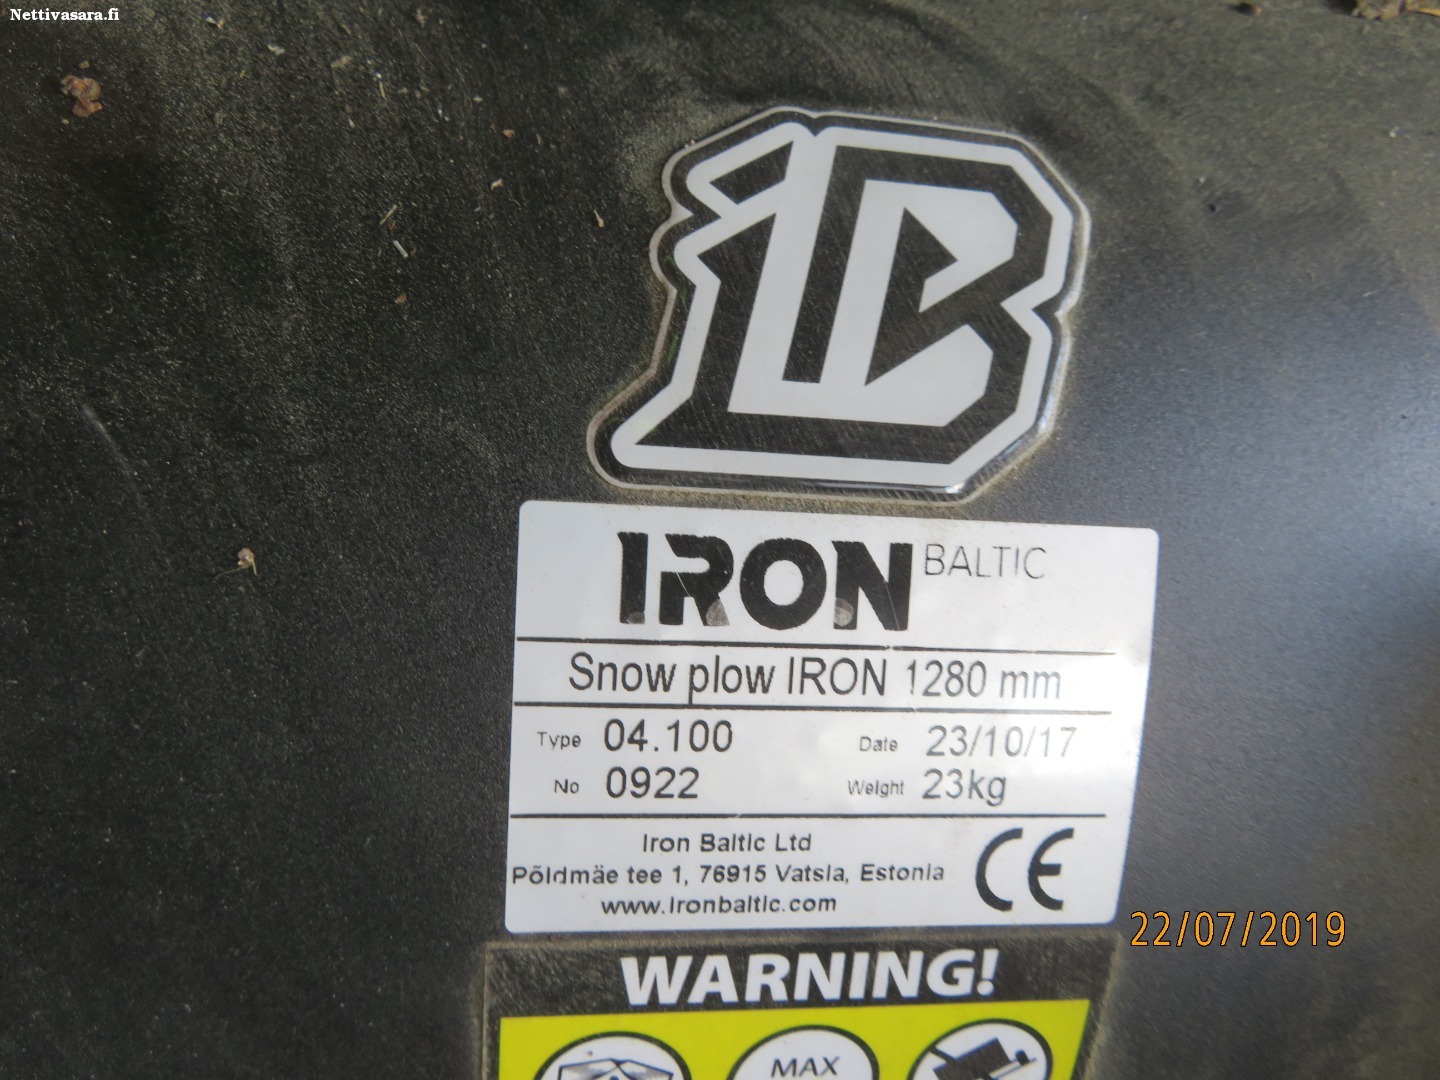 Nettivasara.fi
iB
IRON BALTIC
Snow plow IRON 1280 mm
Type 04.100 Date 23/10/17
No 0922 Weight 23kg
Iron Baltic Ltd
Põldmäe tee 1, 76915 Vatsla, Estonia
www.ironbaltic.com
CE
22/07/2019
WARNING!
MAX